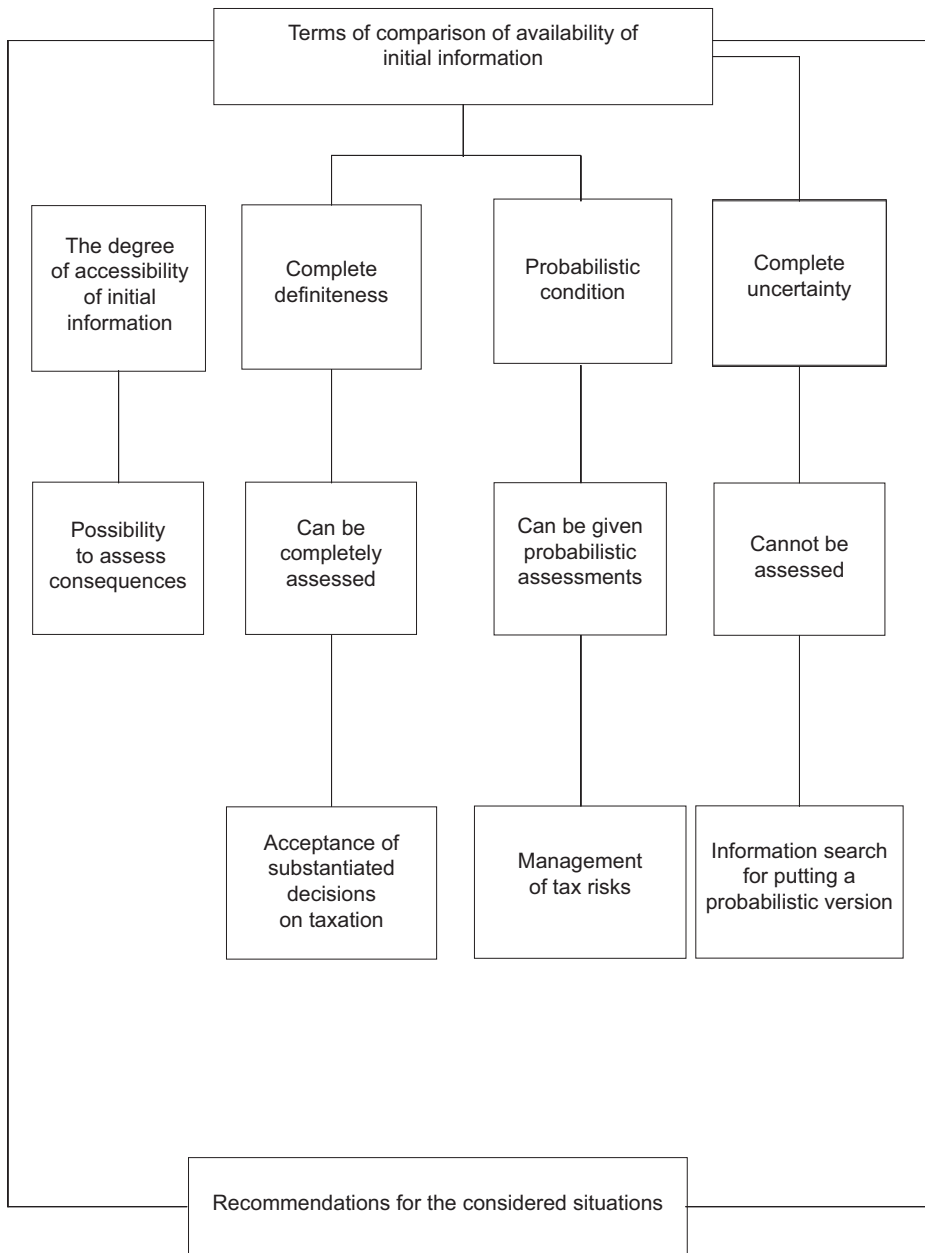 Terms of comparison of availability of
initial information
The degree
of accessibility
of initial
information
Complete
definiteness
Probabilistic
condition
Complete
uncertainty
Possibility
to assess
consequences
Can be
completely
assessed
Can be given
probabilistic
assessments
Cannot be
assessed
Acceptance of
substantiated
decisions
on taxation
Management
of tax risks
Information search
for putting a
probabilistic version
Recommendations for the considered situations